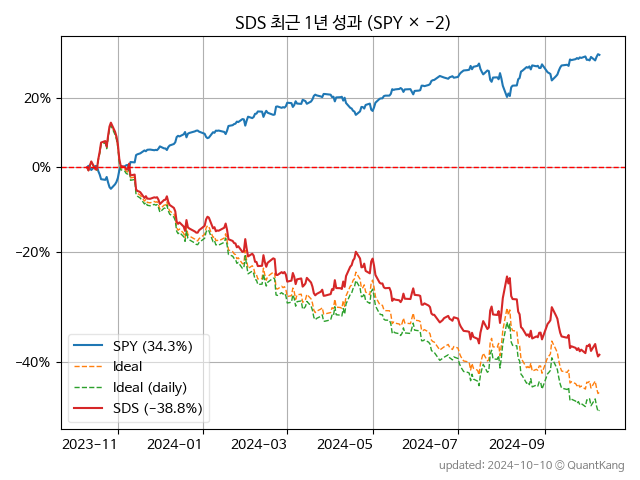 SDS 최근 1년 성과 (SPY × −2)
20%
0%
−20%
−40%
SPY (34.3%)
Ideal
Ideal (daily)
SDS (−38.8%)
2023-11 2024-01 2024-03 2024-05 2024-07 2024-09
updated: 2024-10-10 © QuantKang